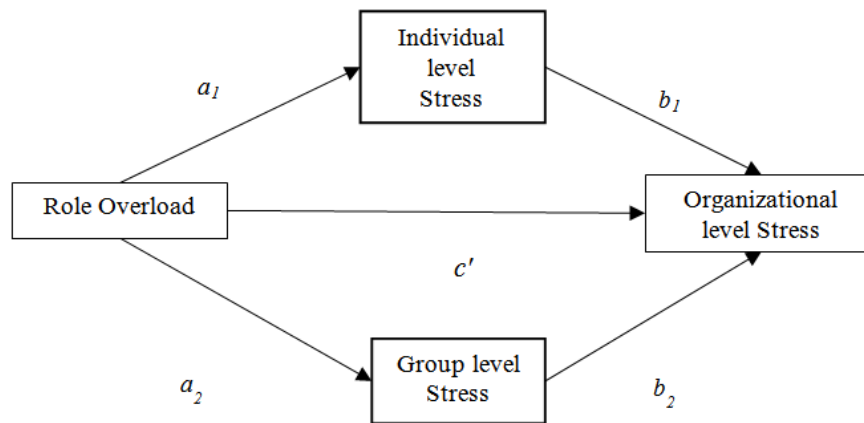 Individual
level
Stress
a1
b1
Role Overload
Organizational
level Stress
c'
Group level
Stress
a2
b2